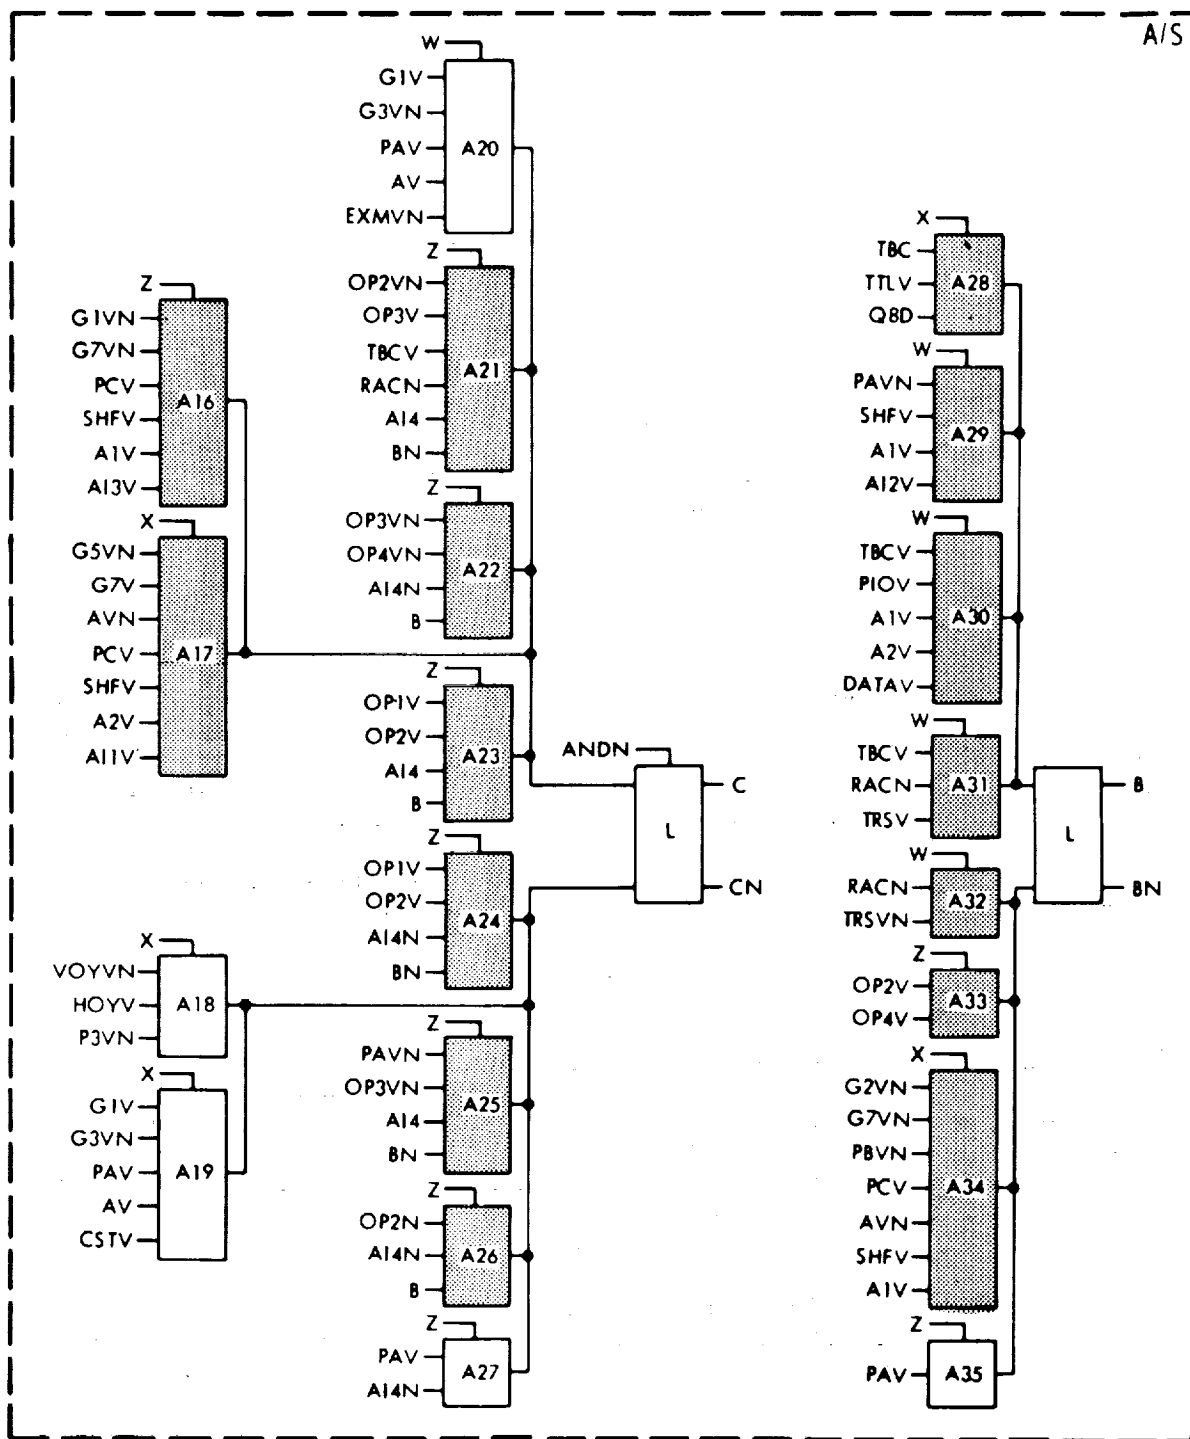 A/S
Z
G1VN
G7VN
PCV
SHFV
A1V
AI3V
A16
X
G5VN
G7V
AVN
PCV
SHFV
A2V
AI1V
A17
X
VOYVN
HOYV
P3VN
A18
X
G1V
G3VN
PAV
AV
CSTV
A19
W
G1V
G3VN
PAV
AV
EXMVN
A20
Z
OP2VN
OP3V
TBCV
RACN
AI4
BN
A21
Z
OP3VN
OP4VN
AI4N
B
A22
Z
OP1V
OP2V
AI4
B
A23
Z
OP1V
OP2V
AI4N
BN
A24
Z
PAVN
OP3VN
AI4
BN
A25
Z
OP2N
AI4N
B
A26
Z
PAV
AI4N
A27
ANDN
L
C
CN
X
TBC
TTLV
Q8D
A28
W
PAVN
SHFV
A1V
AI2V
A29
W
TBCV
PIOV
A1V
A2V
DATAV
A30
W
TBCV
RACN
TRSV
A31
W
RACN
TRSVN
A32
Z
OP2V
OP4V
A33
X
G2VN
G7VN
PBVN
PCV
AVN
SHFV
A1V
A34
Z
PAV
A35
L
B
BN